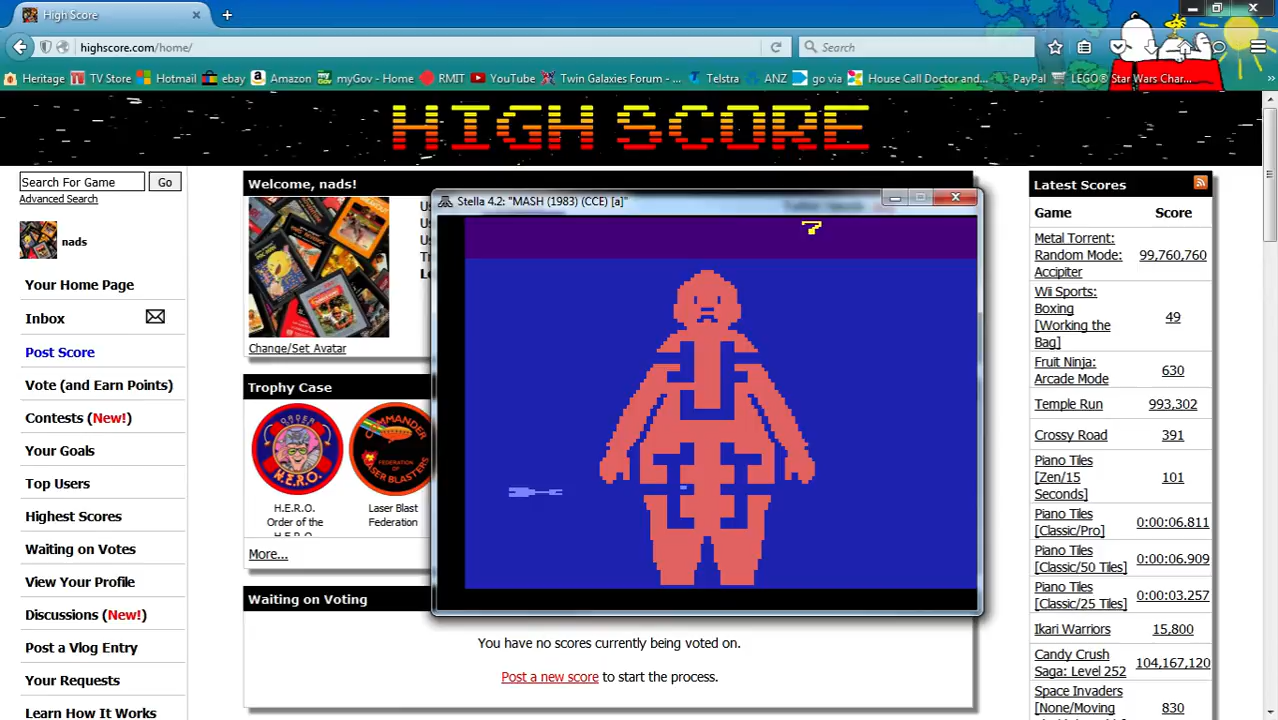 High Score
highscore.com/home/
Search
Heritage
TV Store
Hotmail
ebay
Amazon
myGov - Home
RMIT
YouTube
Twin Galaxies Forum - ...
Telstra
ANZ
go via
House Call Doctor and...
PayPal
LEGO® Star Wars Char...
HIGH SCORE
Search For Game
Go
Advanced Search
nads
Your Home Page
Inbox
Post Score
Vote (and Earn Points)
Contests (New!)
Your Goals
Top Users
Highest Scores
Waiting on Votes
View Your Profile
Discussions (New!)
Post a Vlog Entry
Your Requests
Learn How It Works
Welcome, nads!
Change/Set Avatar
Trophy Case
H.E.R.O.
Order of the
Laser Blast
Federation
More...
Waiting on Voting
You have no scores currently being voted on.
Post a new score to start the process.
Stella 4.2: "MASH (1983) (CCE) [a]"
7
Latest Scores
Game Score
Metal Torrent:
Random Mode: 99,760,760
Accipiter
Wii Sports:
Boxing 49
[Working the
Bag]
Fruit Ninja: 630
Arcade Mode
Temple Run 993,302
Crossy Road 391
Piano Tiles
[Zen/15 101
Seconds]
Piano Tiles 0:00:06.811
[Classic/Pro]
Piano Tiles 0:00:06.909
[Classic/50 Tiles]
Piano Tiles 0:00:03.257
[Classic/25 Tiles]
Ikari Warriors 15,800
Candy Crush 104,167,120
Saga: Level 252
Space Invaders 830
[None/Moving